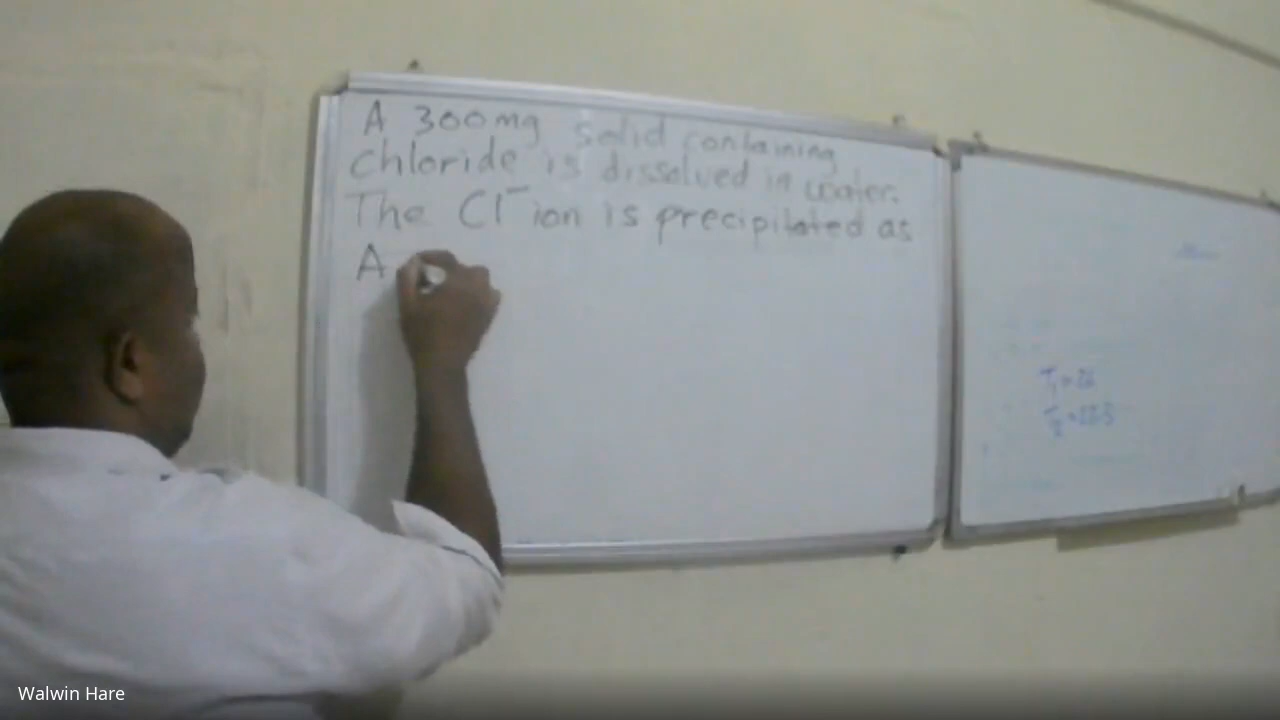 A 300mg solid containing
chloride is dissolved in water.
The Cl⁻ ion is precipitated as
A
Walwin Hare